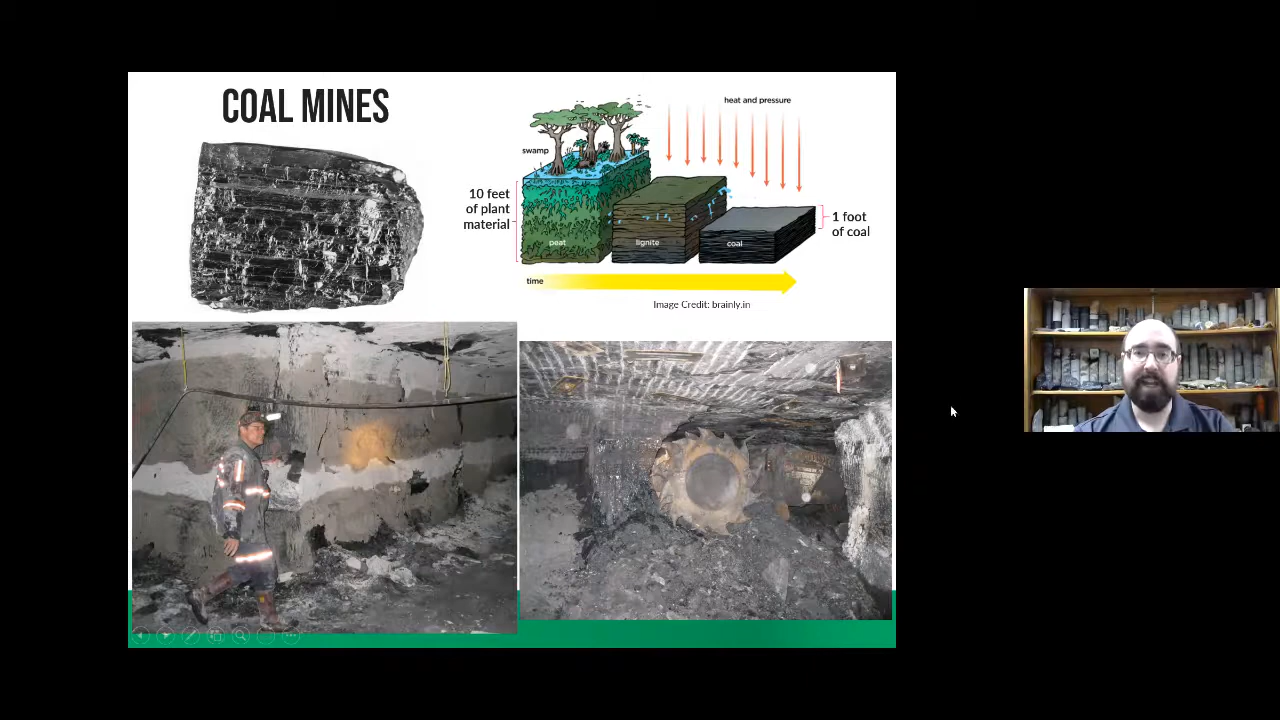 COAL MINES
heat and pressure
swamp
10 feet
of plant
material
peat
lignite
coal
1 foot
of coal
time
Image Credit: brainly.in